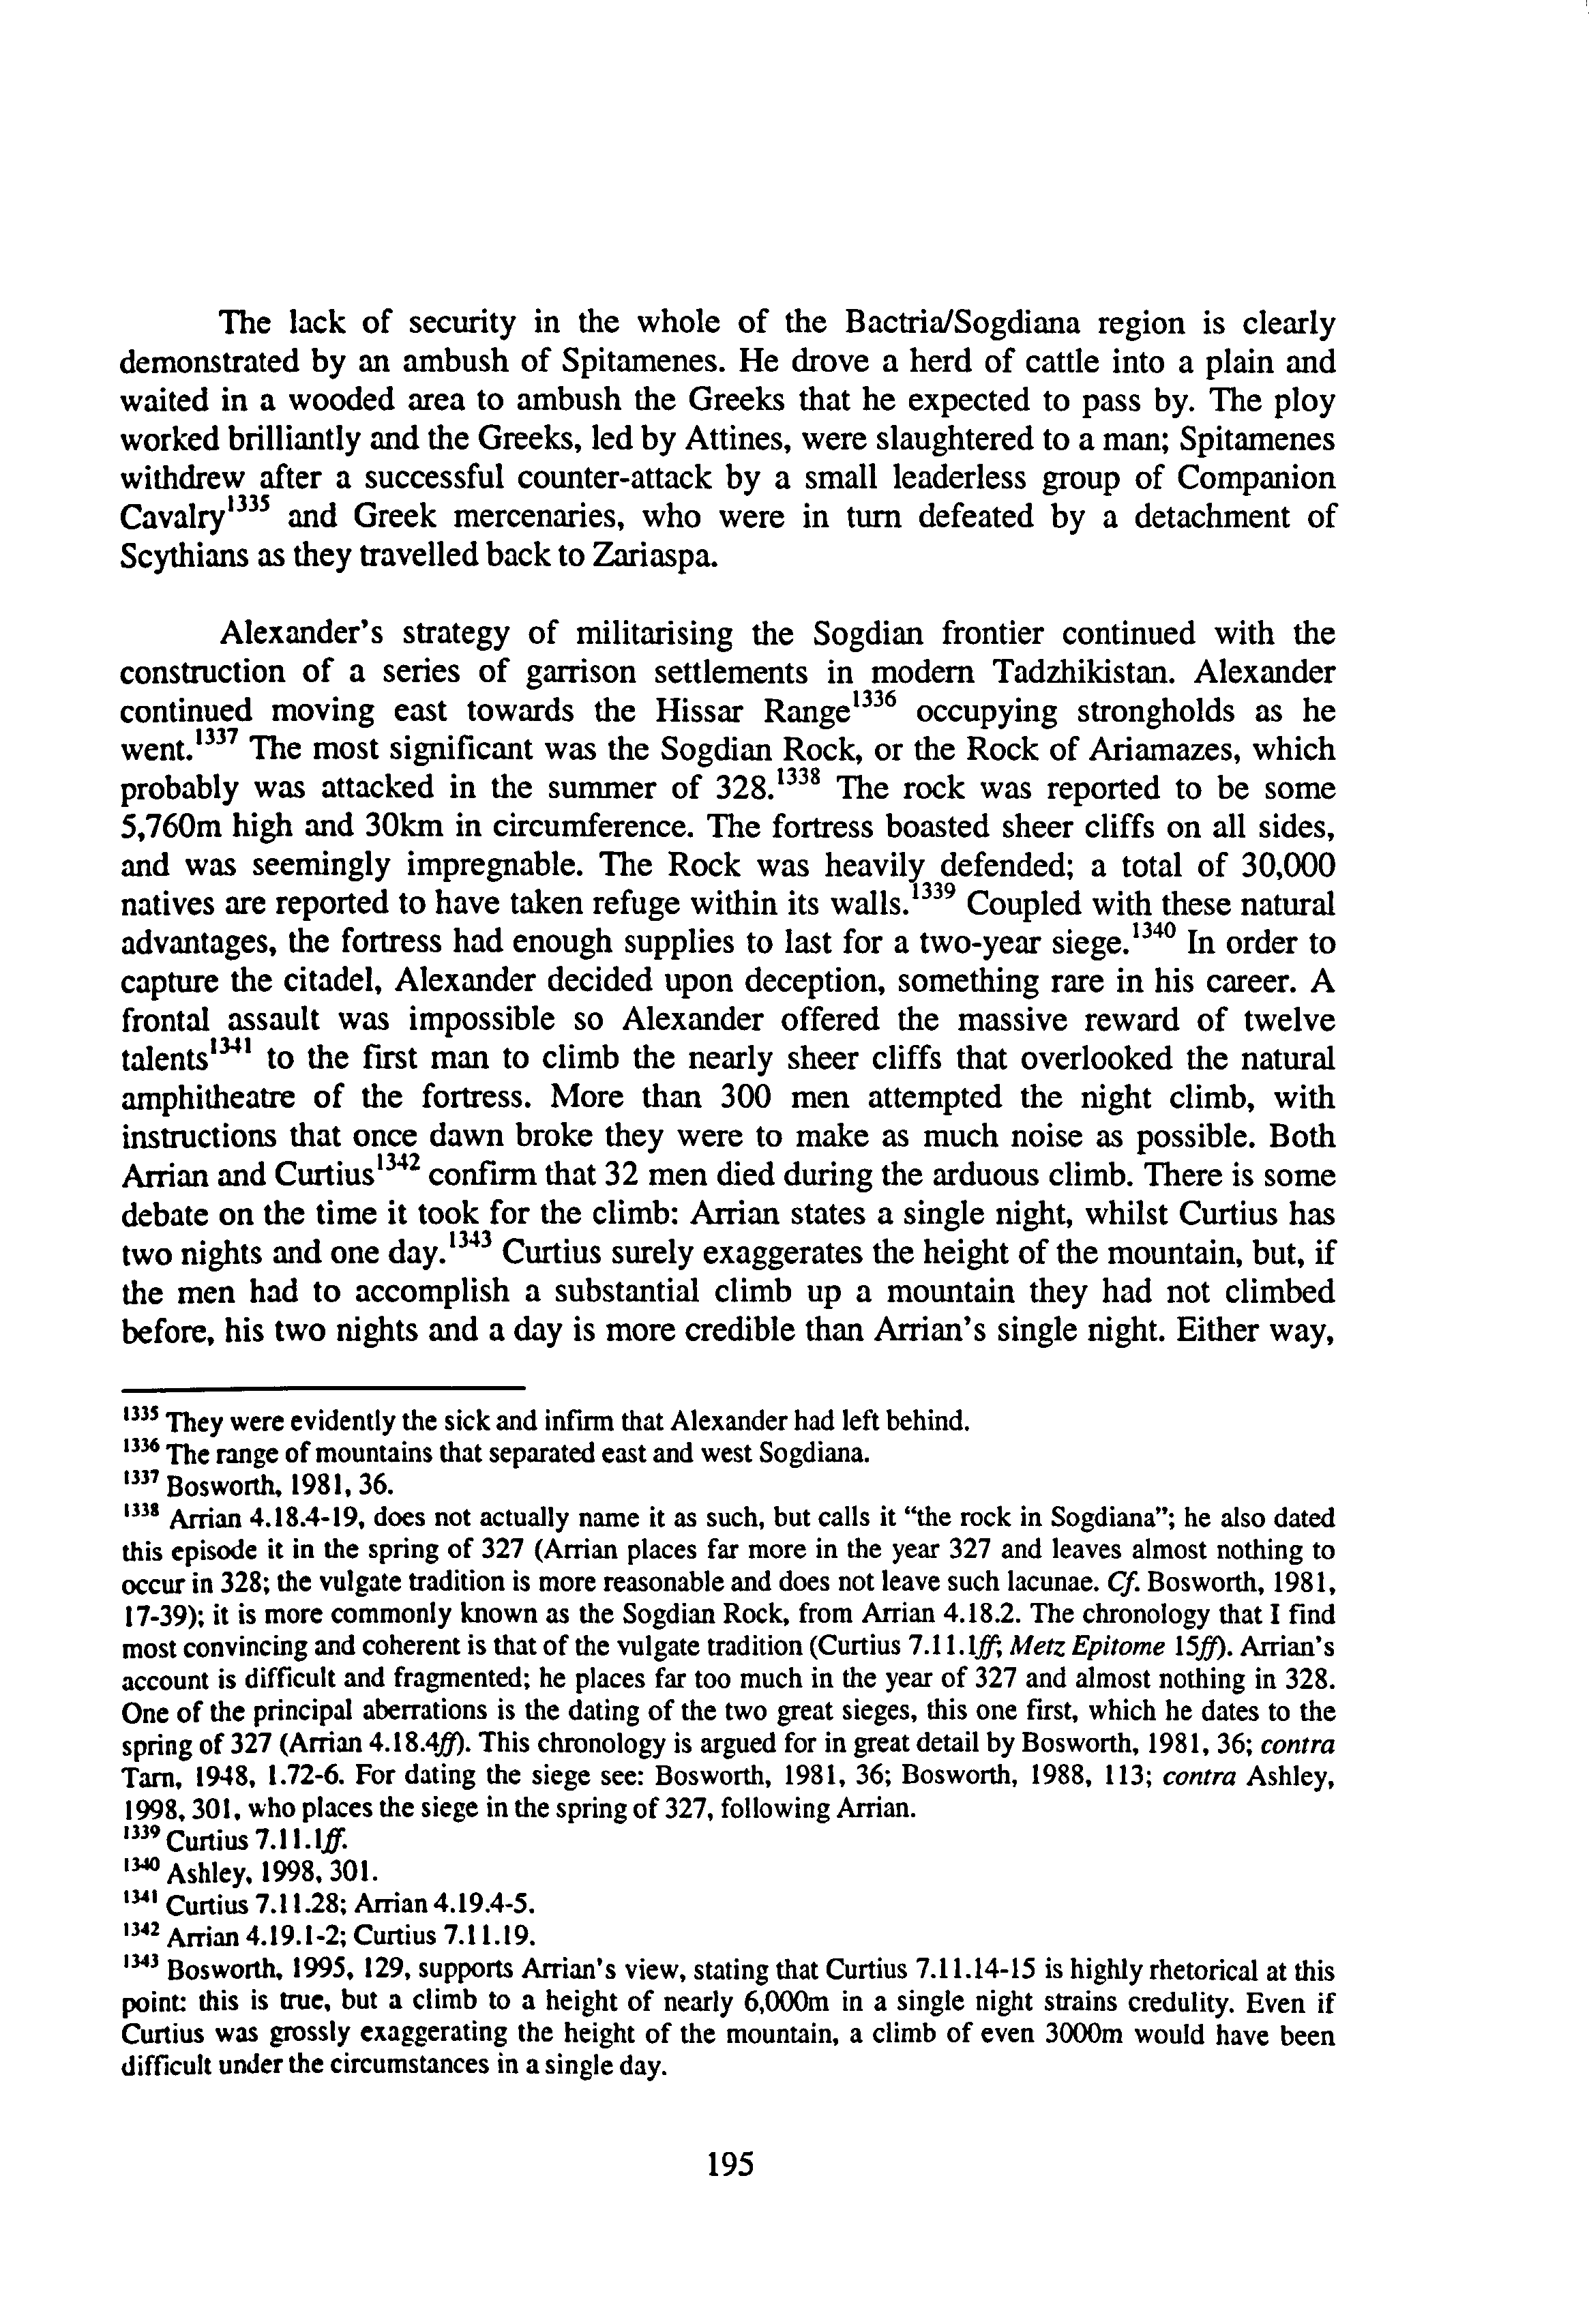 The lack of security in the whole of the Bactria/Sogdiana region is clearly
demonstrated by an ambush of Spitamenes. He drove a herd of cattle into a plain and
waited in a wooded area to ambush the Greeks that he expected to pass by. The ploy
worked brilliantly and the Greeks, led by Attines, were slaughtered to a man; Spitamenes
withdrew after a successful counter-attack by a small leaderless group of Companion
Cavalry¹³³⁵ and Greek mercenaries, who were in turn defeated by a detachment of
Scythians as they travelled back to Zariaspa.
Alexander's strategy of militarising the Sogdian frontier continued with the
construction of a series of garrison settlements in modern Tadzhikistan. Alexander
continued moving east towards the Hissar Range¹³³⁶ occupying strongholds as he
went.¹³³⁷ The most significant was the Sogdian Rock, or the Rock of Ariamazes, which
probably was attacked in the summer of 328.¹³³⁸ The rock was reported to be some
5,760m high and 30km in circumference. The fortress boasted sheer cliffs on all sides,
and was seemingly impregnable. The Rock was heavily defended; a total of 30,000
natives are reported to have taken refuge within its walls.¹³³⁹ Coupled with these natural
advantages, the fortress had enough supplies to last for a two-year siege.¹³⁴⁰ In order to
capture the citadel, Alexander decided upon deception, something rare in his career. A
frontal assault was impossible so Alexander offered the massive reward of twelve
talents¹³⁴¹ to the first man to climb the nearly sheer cliffs that overlooked the natural
amphitheatre of the fortress. More than 300 men attempted the night climb, with
instructions that once dawn broke they were to make as much noise as possible. Both
Arrian and Curtius¹³⁴² confirm that 32 men died during the arduous climb. There is some
debate on the time it took for the climb: Arrian states a single night, whilst Curtius has
two nights and one day.¹³⁴³ Curtius surely exaggerates the height of the mountain, but, if
the men had to accomplish a substantial climb up a mountain they had not climbed
before, his two nights and a day is more credible than Arrian's single night. Either way,
¹³³⁵ They were evidently the sick and infirm that Alexander had left behind.
¹³³⁶ The range of mountains that separated east and west Sogdiana.
¹³³⁷ Bosworth, 1981, 36.
¹³³⁸ Arrian 4.18.4-19, does not actually name it as such, but calls it “the rock in Sogdiana”; he also dated
this episode it in the spring of 327 (Arrian places far more in the year 327 and leaves almost nothing to
occur in 328; the vulgate tradition is more reasonable and does not leave such lacunae. Cf. Bosworth, 1981,
17-39); it is more commonly known as the Sogdian Rock, from Arrian 4.18.2. The chronology that I find
most convincing and coherent is that of the vulgate tradition (Curtius 7.11.1ff; Metz Epitome 15ff). Arrian's
account is difficult and fragmented; he places far too much in the year of 327 and almost nothing in 328.
One of the principal aberrations is the dating of the two great sieges, this one first, which he dates to the
spring of 327 (Arrian 4.18.4ff). This chronology is argued for in great detail by Bosworth, 1981, 36; contra
Tarn, 1948, 1.72-6. For dating the siege see: Bosworth, 1981, 36; Bosworth, 1988, 113; contra Ashley,
1998, 301, who places the siege in the spring of 327, following Arrian.
¹³³⁹ Curtius 7.11.1ff.
¹³⁴⁰ Ashley, 1998, 301.
¹³⁴¹ Curtius 7.11.28; Arrian 4.19.4-5.
¹³⁴² Arrian 4.19.1-2; Curtius 7.11.19.
¹³⁴³ Bosworth, 1995, 129, supports Arrian's view, stating that Curtius 7.11.14-15 is highly rhetorical at this
point: this is true, but a climb to a height of nearly 6,000m in a single night strains credulity. Even if
Curtius was grossly exaggerating the height of the mountain, a climb of even 3000m would have been
difficult under the circumstances in a single day.
195